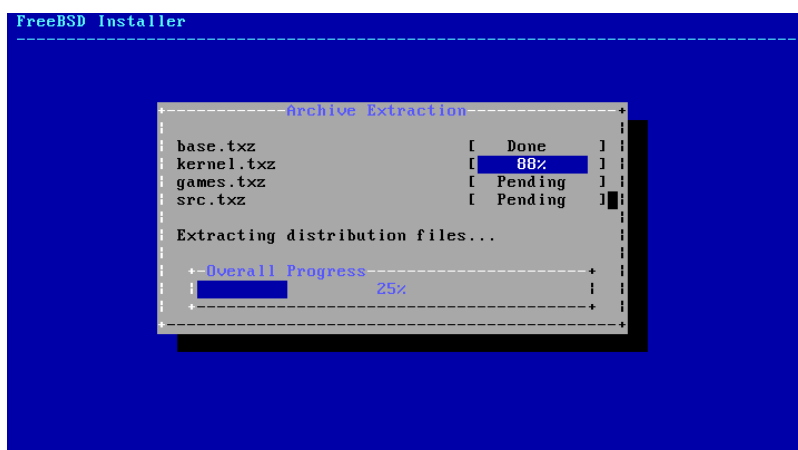 FreeBSD Installer
Archive Extraction
base.txz [ Done ]
kernel.txz [ 88% ]
games.txz [ Pending ]
src.txz [ Pending ]
Extracting distribution files...
Overall Progress
25%